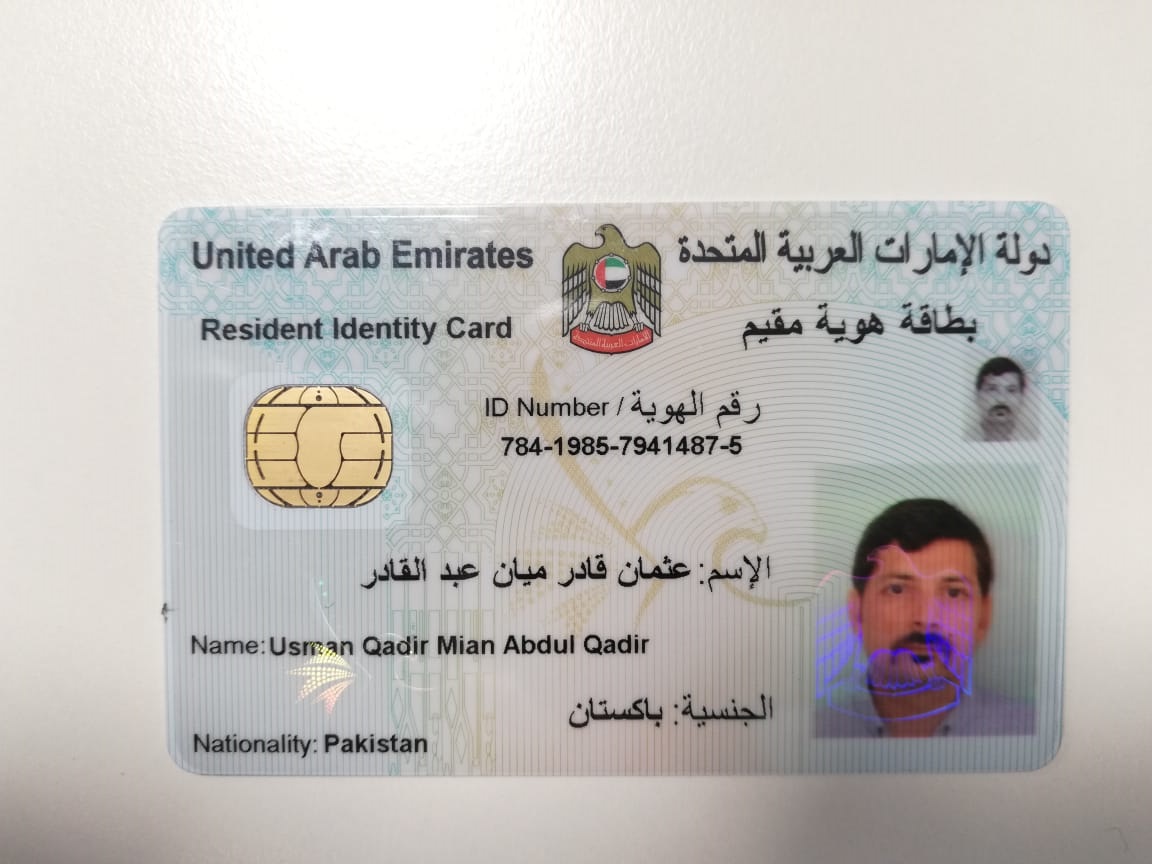 United Arab Emirates
دولة الإمارات العربية المتحدة
Resident Identity Card
بطاقة هوية مقيم
ID Number / رقم الهوية
784-1985-7941487-5
الإسم: عثمان قادر ميان عبد القادر
Name: Usman Qadir Mian Abdul Qadir
الجنسية: باكستان
Nationality: Pakistan